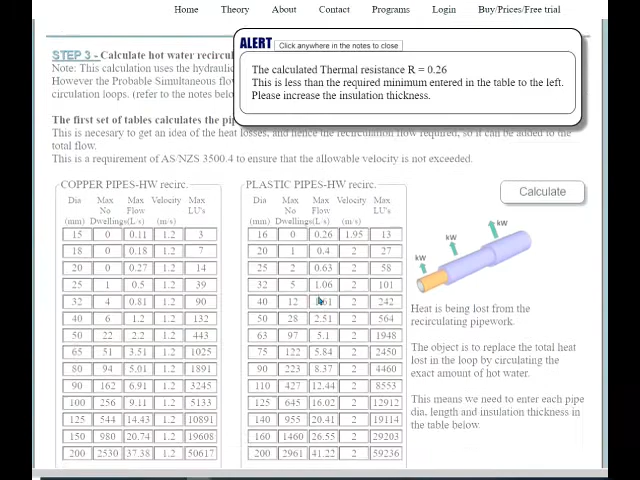 Home Theory About Contact Programs Login Buy/Prices/Free trial
STEP 3 - Calculate hot water recircul
Note: This calculation uses the hydraulic
However the Probable Simultaneous flo
circulation loops. (refer to the notes belo
ALERT Click anywhere in the notes to close
The calculated Thermal resistance R = 0.26
This is less than the required minimum entered in the table to the left.
Please increase the insulation thickness.
The first set of tables calculates the pip
This is necesary to get an idea of the heat losses, and hence the recirculation flow required, so it can be added to the
total flow.
This is a requirement of AS/NZS 3500.4 to ensure that the allowable velocity is not exceeded.
COPPER PIPES-HW recirc.
Dia Max Max Velocity Max
No Flow LU's
(mm) Dwellings (L/s) (m/s)
15 0 0.11 1.2 3
18 0 0.18 1.2 7
20 0 0.27 1.2 14
25 1 0.5 1.2 39
32 4 0.81 1.2 90
40 6 1.2 1.2 132
50 22 2.2 1.2 443
65 51 3.51 1.2 1025
80 94 5.01 1.2 1891
90 162 6.91 1.2 3245
100 256 9.11 1.2 5133
125 544 14.43 1.2 10891
150 980 20.74 1.2 19608
200 2530 37.38 1.2 50617
PLASTIC PIPES-HW recirc.
Dia Max Max Velocity Max
No Flow LU's
(mm) Dwellings (L/s) (m/s)
16 0 0.26 1.95 13
20 1 0.4 2 27
25 2 0.63 2 58
32 5 1.06 2 101
40 12 2 242
50 28 2.51 2 564
63 97 5.1 2 1948
75 122 5.84 2 2450
90 223 8.37 2 4460
110 427 12.44 2 8553
125 645 16.02 2 12912
140 955 20.41 2 19114
160 1460 26.55 2 29203
200 2961 41.22 2 59236
Calculate
kW
kW
kW
Heat is being lost from the
recirculating pipework.
The object is to replace the total heat
lost in the loop by circulating the
exact amount of hot water.
This means we need to enter each pipe
dia, length and insulation thickness in
the table below.